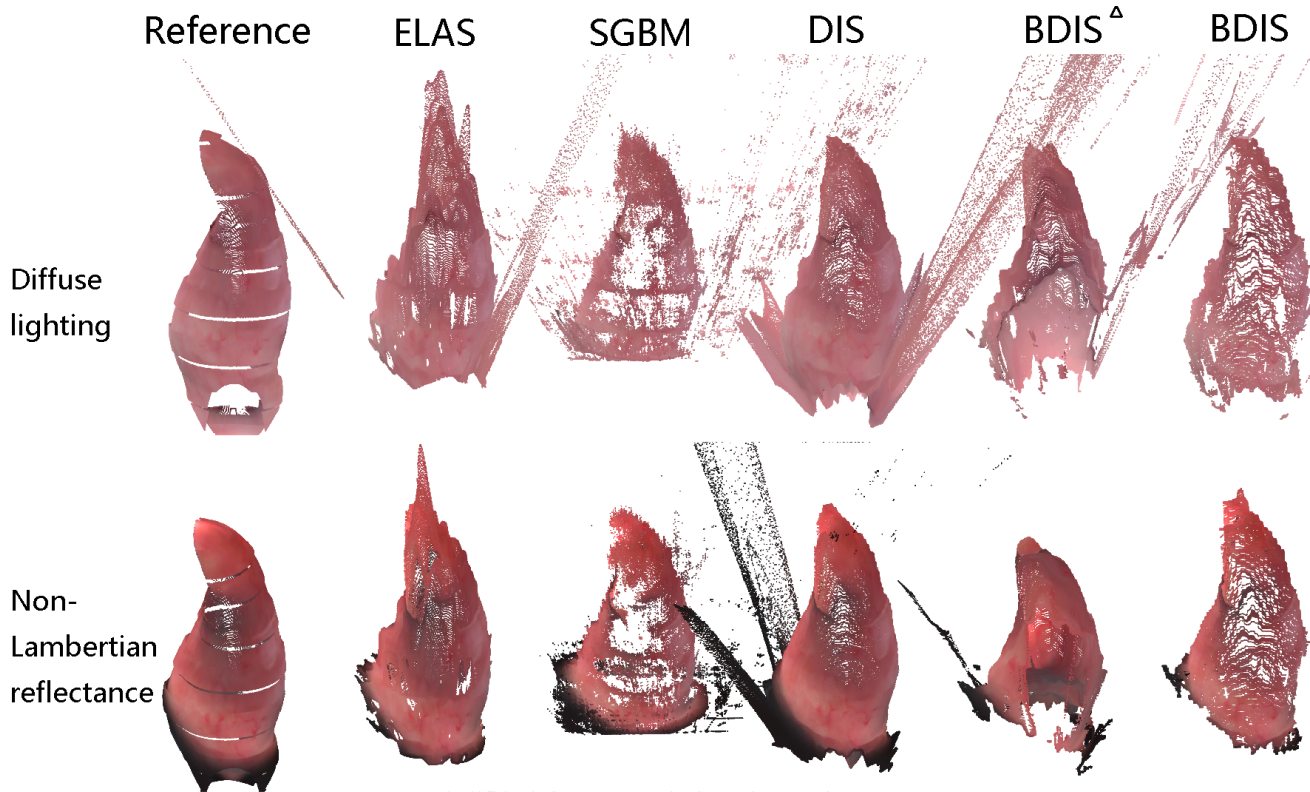 Reference ELAS SGBM DIS BDIS Δ BDIS
Diffuse
lighting
Non-
Lambertian
reflectance